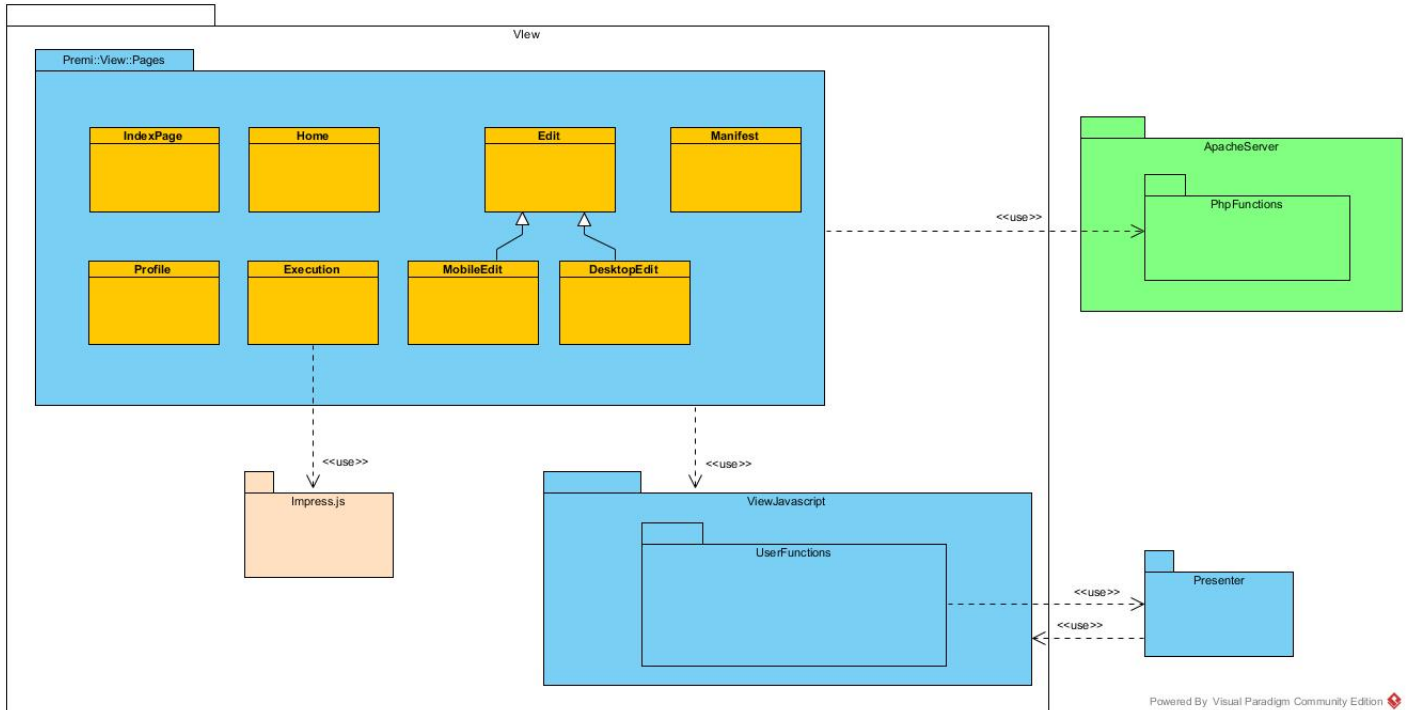 VIew
Premi::View::Pages
IndexPage
Home
Edit
Manifest
ApacheServer
PhpFunctions
<<use>>
Profile
Execution
MobileEdit
DesktopEdit
<<use>>
<<use>>
Impress.js
ViewJavascript
UserFunctions
Presenter
<<use>>
<<use>>
Powered By Visual Paradigm Community Edition